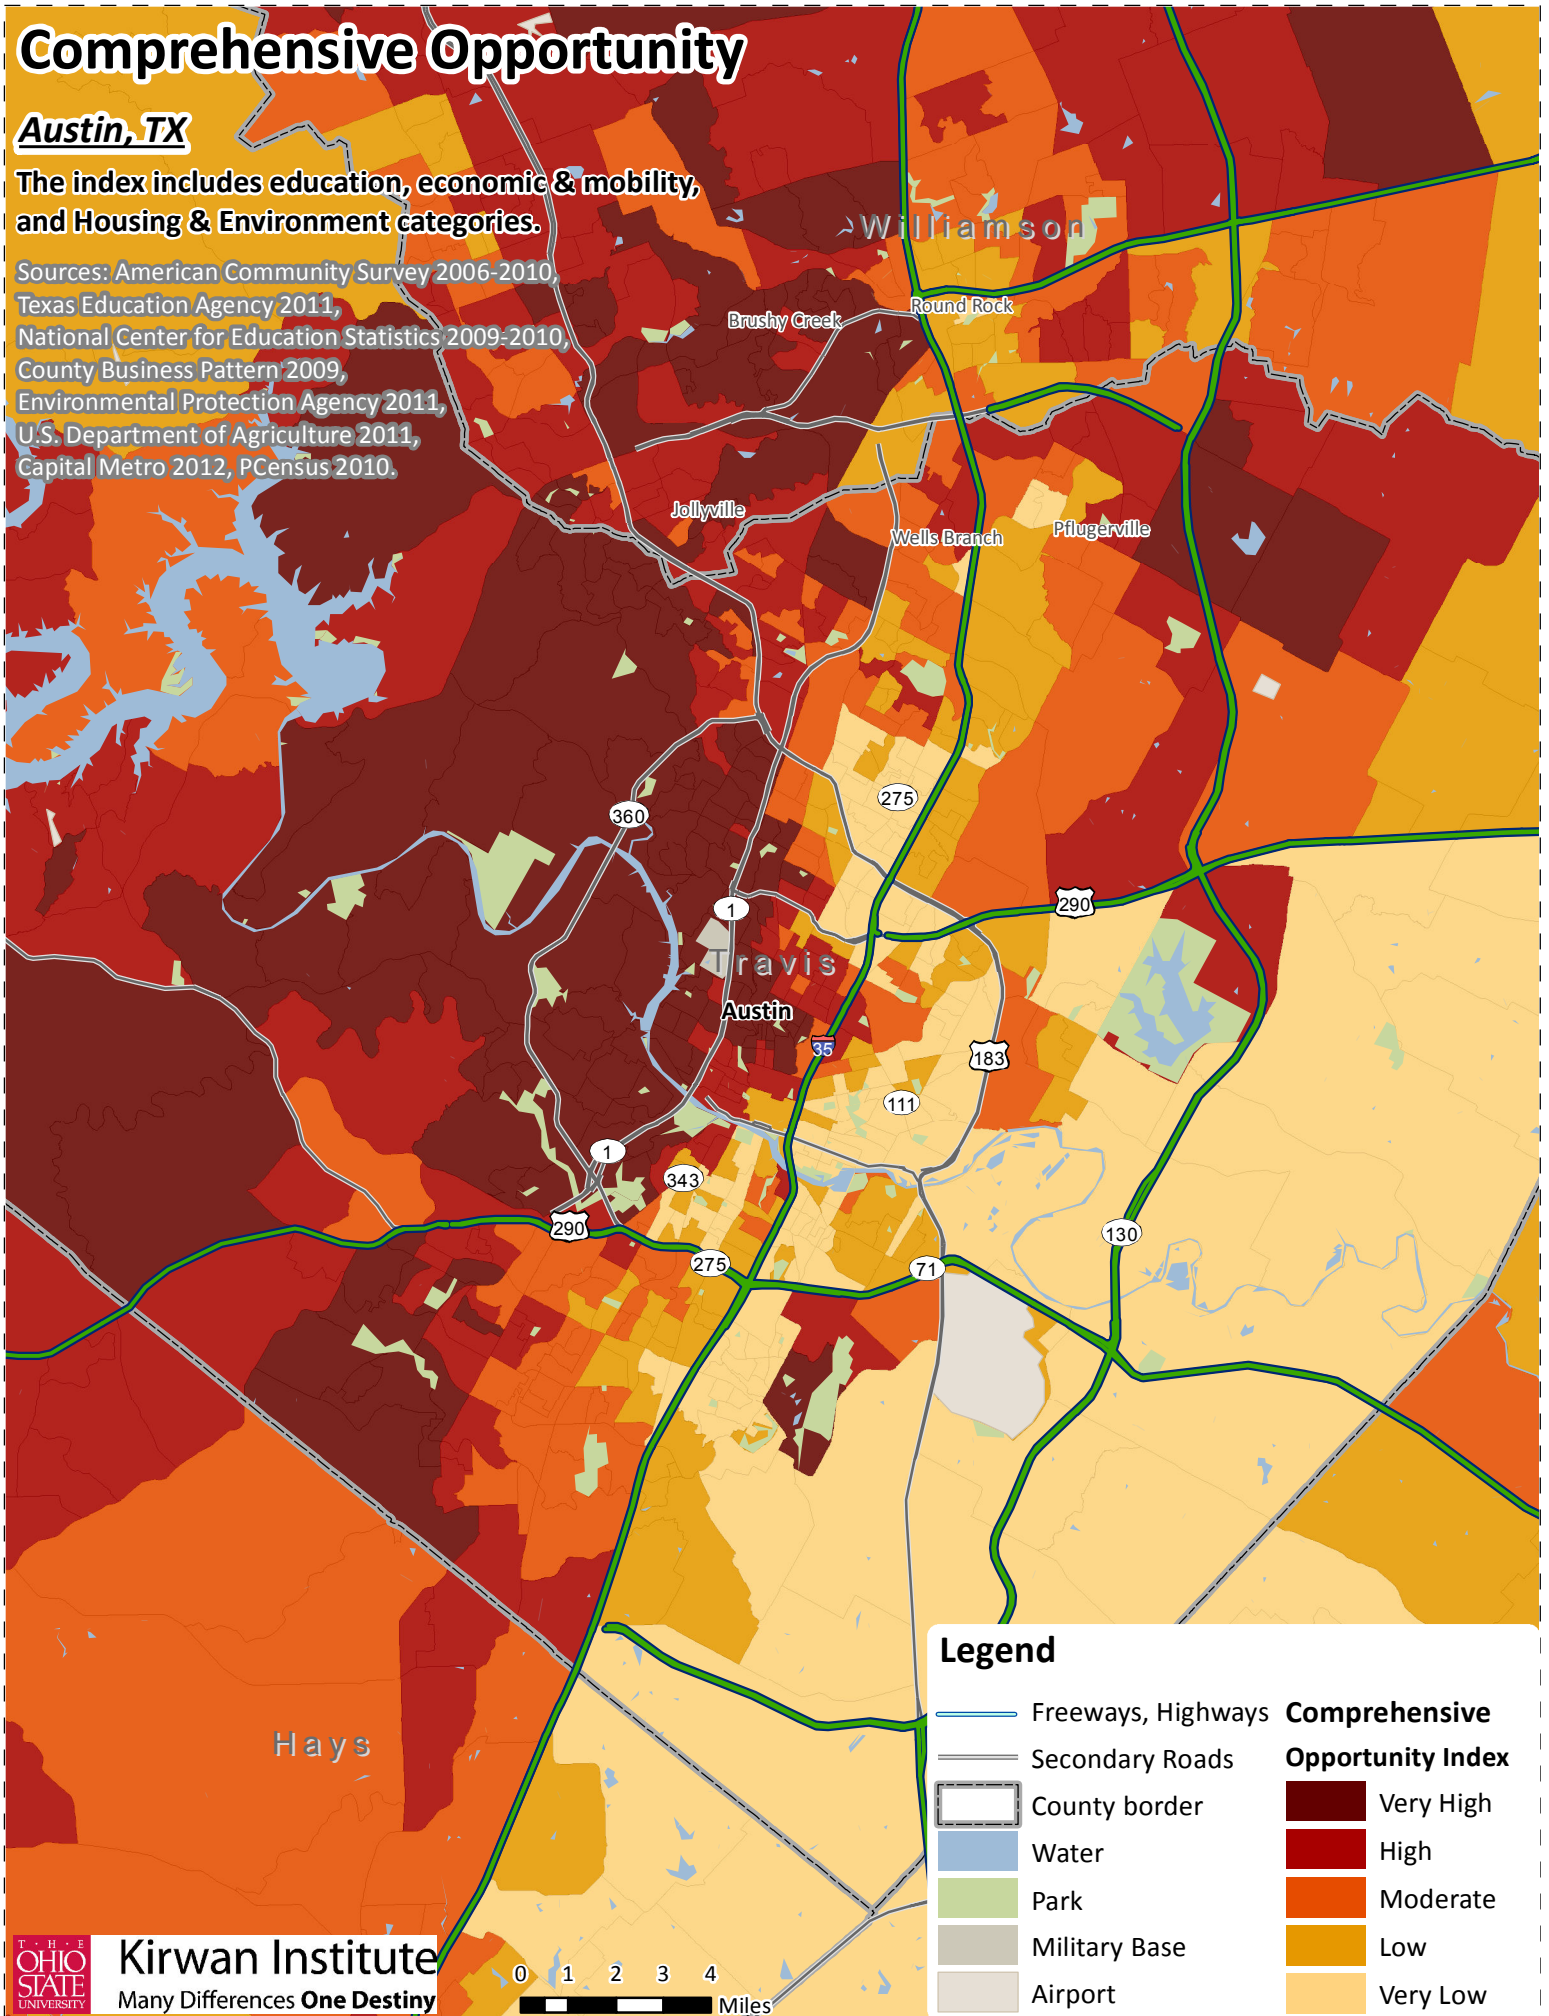 Comprehensive Opportunity
Austin, TX
The index includes education, economic & mobility,
and Housing & Environment categories.
Sources: American Community Survey 2006-2010,
Texas Education Agency 2011,
National Center for Education Statistics 2009-2010,
County Business Pattern 2009,
Environmental Protection Agency 2011,
U.S. Department of Agriculture 2011,
Capital Metro 2012, PCensus 2010.
Williamson
Round Rock
Brushy Creek
Jollyville
Wells Branch
Pflugerville
275
360
290
1
Travis
Austin
35
183
111
1
343
290
275
71
130
Hays
Legend
Freeways, Highways
Secondary Roads
County border
Water
Park
Military Base
Airport
Comprehensive
Opportunity Index
Very High
High
Moderate
Low
Very Low
T·H·E
OHIO
STATE
UNIVERSITY
Kirwan Institute
Many Differences One Destiny
0 1 2 3 4
Miles